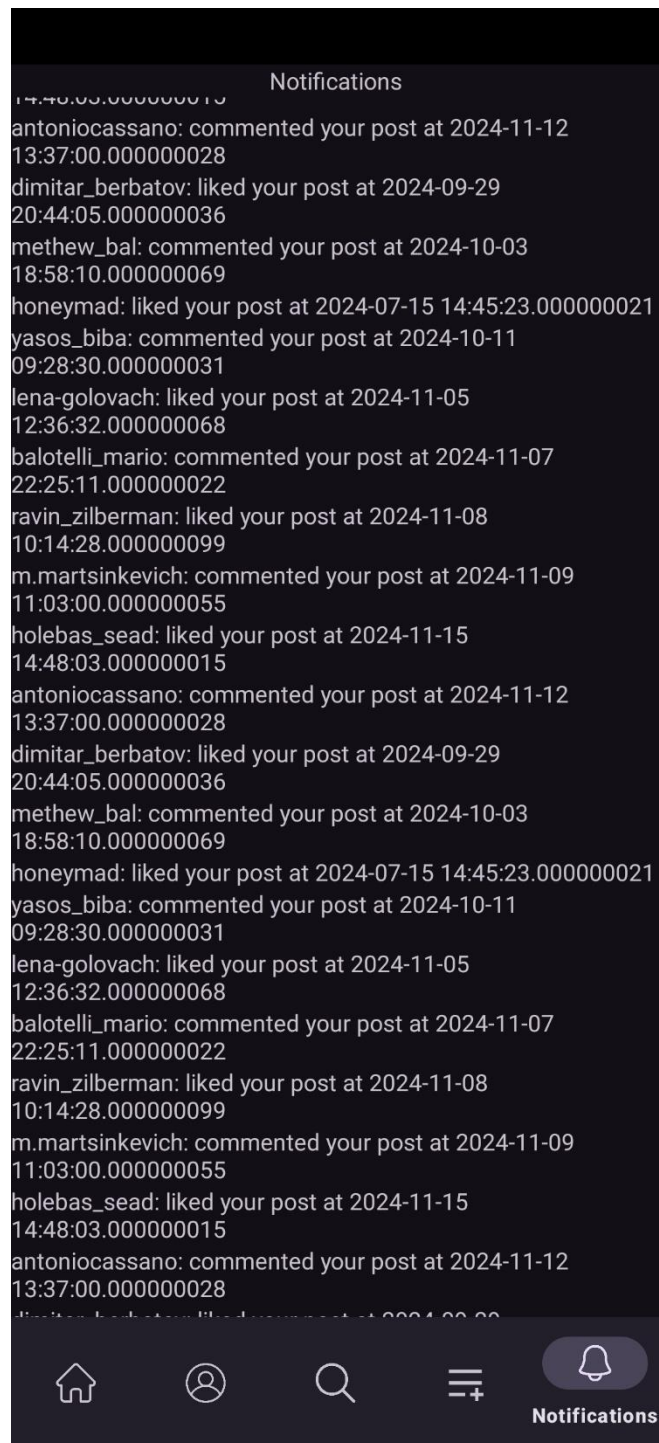 Notifications
14:48:03.000000015
antoniocassano: commented your post at 2024-11-12
13:37:00.000000028
dimitar_berbatov: liked your post at 2024-09-29
20:44:05.000000036
methew_bal: commented your post at 2024-10-03
18:58:10.000000069
honeymad: liked your post at 2024-07-15 14:45:23.000000021
yasos_biba: commented your post at 2024-10-11
09:28:30.000000031
lena-golovach: liked your post at 2024-11-05
12:36:32.000000068
balotelli_mario: commented your post at 2024-11-07
22:25:11.000000022
ravin_zilberman: liked your post at 2024-11-08
10:14:28.000000099
m.martsinkevich: commented your post at 2024-11-09
11:03:00.000000055
holebas_sead: liked your post at 2024-11-15
14:48:03.000000015
antoniocassano: commented your post at 2024-11-12
13:37:00.000000028
dimitar_berbatov: liked your post at 2024-09-29
20:44:05.000000036
methew_bal: commented your post at 2024-10-03
18:58:10.000000069
honeymad: liked your post at 2024-07-15 14:45:23.000000021
yasos_biba: commented your post at 2024-10-11
09:28:30.000000031
lena-golovach: liked your post at 2024-11-05
12:36:32.000000068
balotelli_mario: commented your post at 2024-11-07
22:25:11.000000022
ravin_zilberman: liked your post at 2024-11-08
10:14:28.000000099
m.martsinkevich: commented your post at 2024-11-09
11:03:00.000000055
holebas_sead: liked your post at 2024-11-15
14:48:03.000000015
antoniocassano: commented your post at 2024-11-12
13:37:00.000000028
dimitar_berbatov: liked your post at 2024-09-29
Notifications